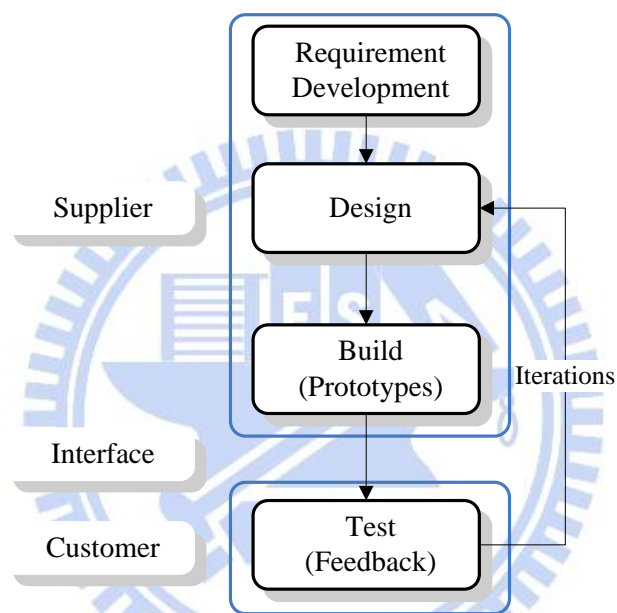 Requirement
Development
Supplier
Design
Build
(Prototypes)
Iterations
Interface
Customer
Test
(Feedback)